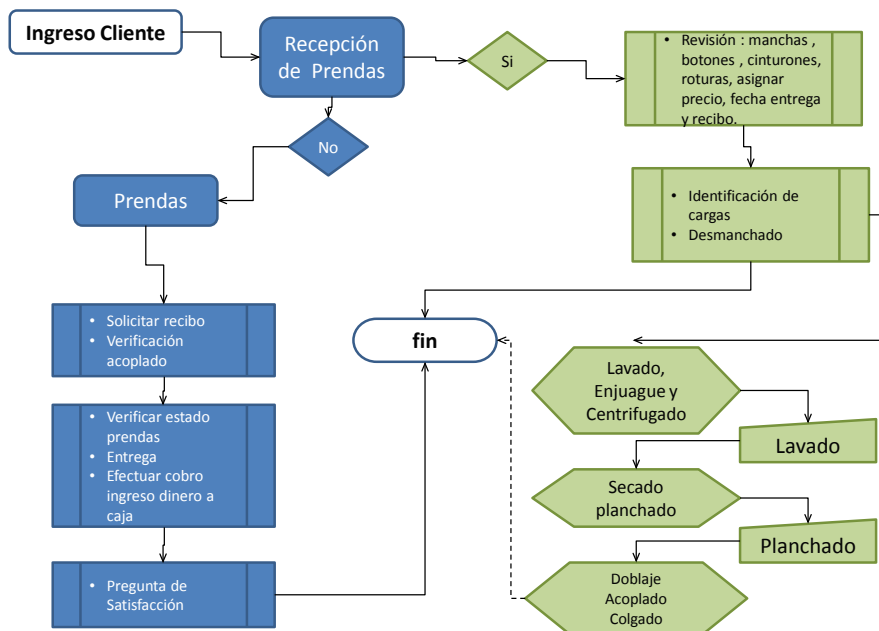 Ingreso Cliente
Recepción
de Prendas
Si
• Revisión : manchas ,
botones , cinturones,
roturas, asignar
precio, fecha entrega
y recibo.
No
Prendas
• Identificación de
cargas
• Desmanchado
• Solicitar recibo
• Verificación
acoplado
fin
Lavado,
Enjuague y
Centrifugado
Lavado
• Verificar estado
prendas
• Entrega
• Efectuar cobro
ingreso dinero a
caja
Secado
planchado
Planchado
• Pregunta de
Satisfacción
Doblaje
Acoplado
Colgado